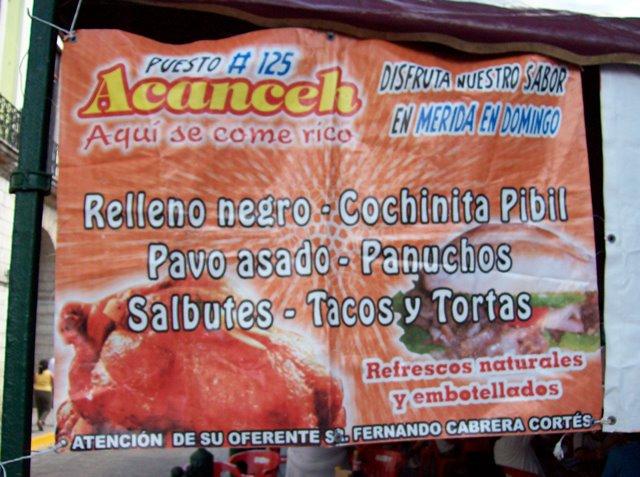 PUESTO # 125
Acanceh
Aquí se come rico
DISFRUTA NUESTRO SABOR
EN MERIDA EN DOMINGO
Relleno negro - Cochinita Pibil
Pavo asado - Panuchos
Salbutes - Tacos y Tortas
Refrescos naturales
y embotellados
ATENCIÓN DE SU OFERENTE SR. FERNANDO CABRERA CORTÉS